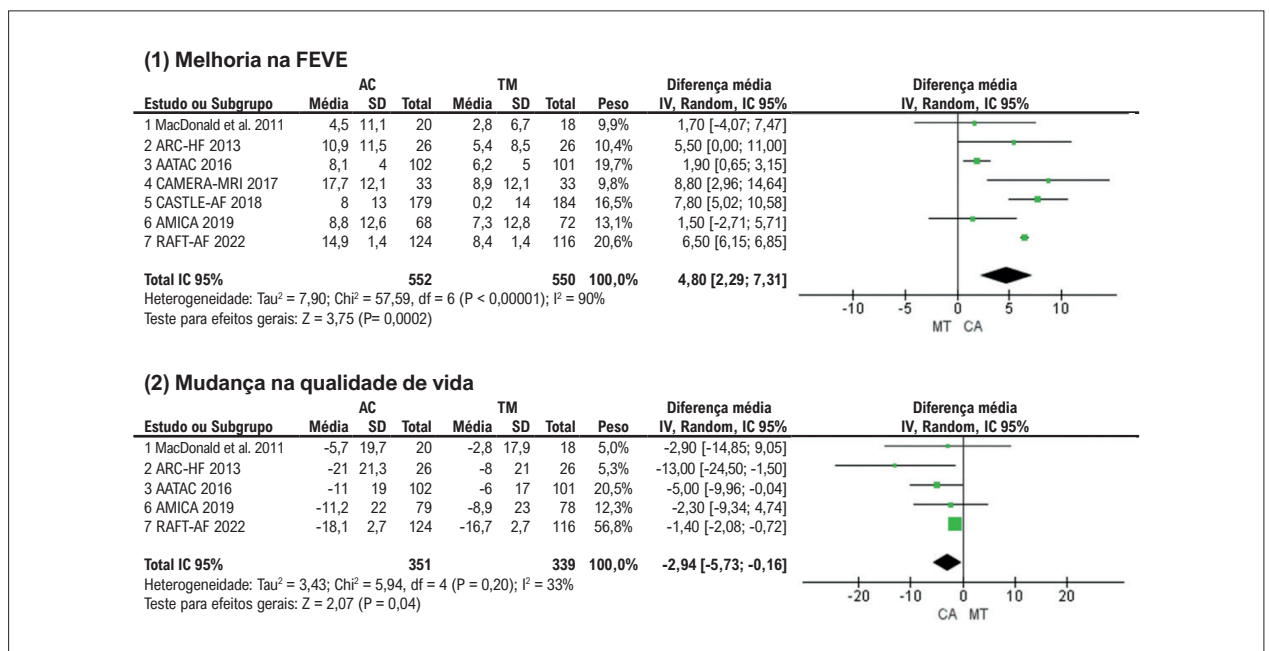 (1) Melhoria na FEVE
AC TM Diferença média Diferença média
Estudo ou Subgrupo Média SD Total Média SD Total Peso IV, Random, IC 95% IV, Random, IC 95%
1 MacDonald et al. 2011 4,5 11,1 20 2,8 6,7 18 9,9% 1,70 [-4,07; 7,47]
2 ARC-HF 2013 10,9 11,5 26 5,4 8,5 26 10,4% 5,50 [0,00; 11,00]
3 AATAC 2016 8,1 4 102 6,2 5 101 19,7% 1,90 [0,65; 3,15]
4 CAMERA-MRI 2017 17,7 12,1 33 8,9 12,1 33 9,8% 8,80 [2,96; 14,64]
5 CASTLE-AF 2018 8 13 179 0,2 14 184 16,5% 7,80 [5,02; 10,58]
6 AMICA 2019 8,8 12,6 68 7,3 12,8 72 13,1% 1,50 [-2,71; 5,71]
7 RAFT-AF 2022 14,9 1,4 124 8,4 1,4 116 20,6% 6,50 [6,15; 6,85]
Total IC 95% 552 550 100,0% 4,80 [2,29; 7,31]
Heterogeneidade: Tau² = 7,90; Chi² = 57,59, df = 6 (P < 0,00001); I² = 90%
Teste para efeitos gerais: Z = 3,75 (P= 0,0002)
-10 -5 0 5 10
MT CA
(2) Mudança na qualidade de vida
AC TM Diferença média Diferença média
Estudo ou Subgrupo Média SD Total Média SD Total Peso IV, Random, IC 95% IV, Random, IC 95%
1 MacDonald et al. 2011 -5,7 19,7 20 -2,8 17,9 18 5,0% -2,90 [-14,85; 9,05]
2 ARC-HF 2013 -21 21,3 26 -8 21 26 5,3% -13,00 [-24,50; -1,50]
3 AATAC 2016 -11 19 102 -6 17 101 20,5% -5,00 [-9,96; -0,04]
6 AMICA 2019 -11,2 22 79 -8,9 23 78 12,3% -2,30 [-9,34; 4,74]
7 RAFT-AF 2022 -18,1 2,7 124 -16,7 2,7 116 56,8% -1,40 [-2,08; -0,72]
Total IC 95% 351 339 100,0% -2,94 [-5,73; -0,16]
Heterogeneidade: Tau² = 3,43; Chi² = 5,94, df = 4 (P = 0,20); I² = 33%
Teste para efeitos gerais: Z = 2,07 (P = 0,04)
-20 -10 0 10 20
CA MT